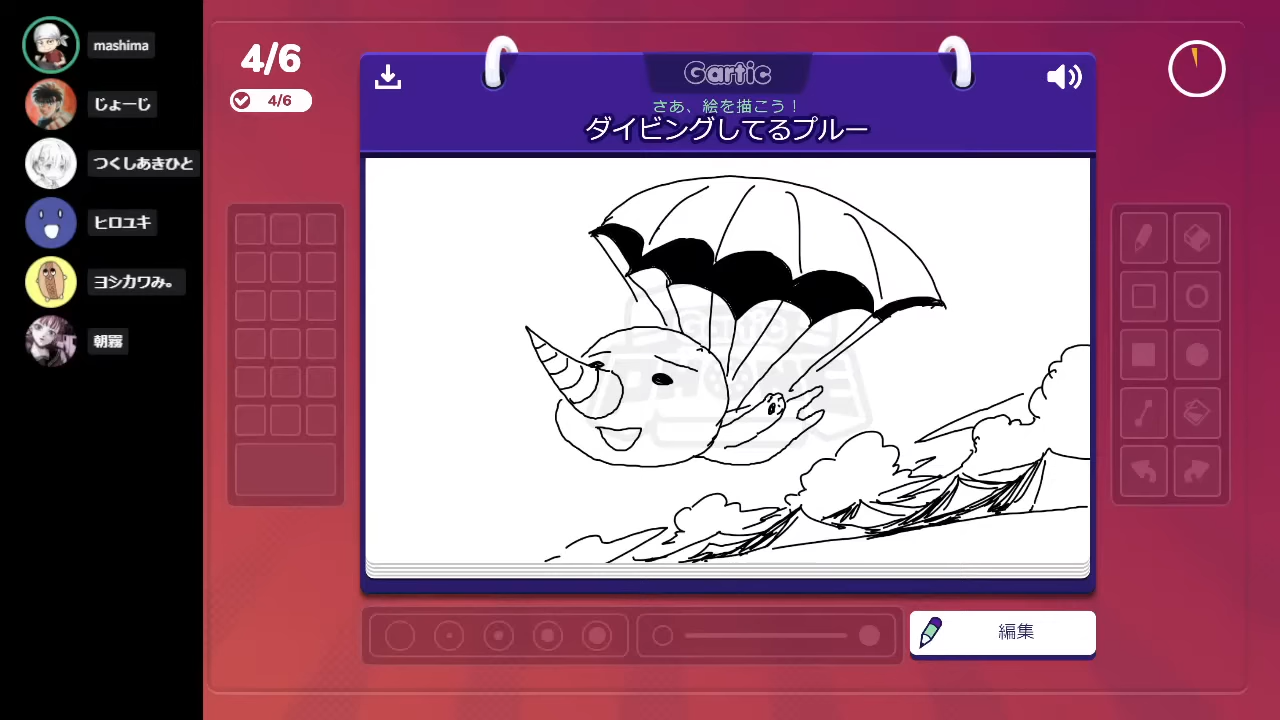 mashima
じょーじ
つくしあきひと
ヒロユキ
ヨシカワみ。
朝霧
4/6
4/6
Gartic
さあ、絵を描こう！
ダイビングしてるプルー
Gartic
PHONE
編集